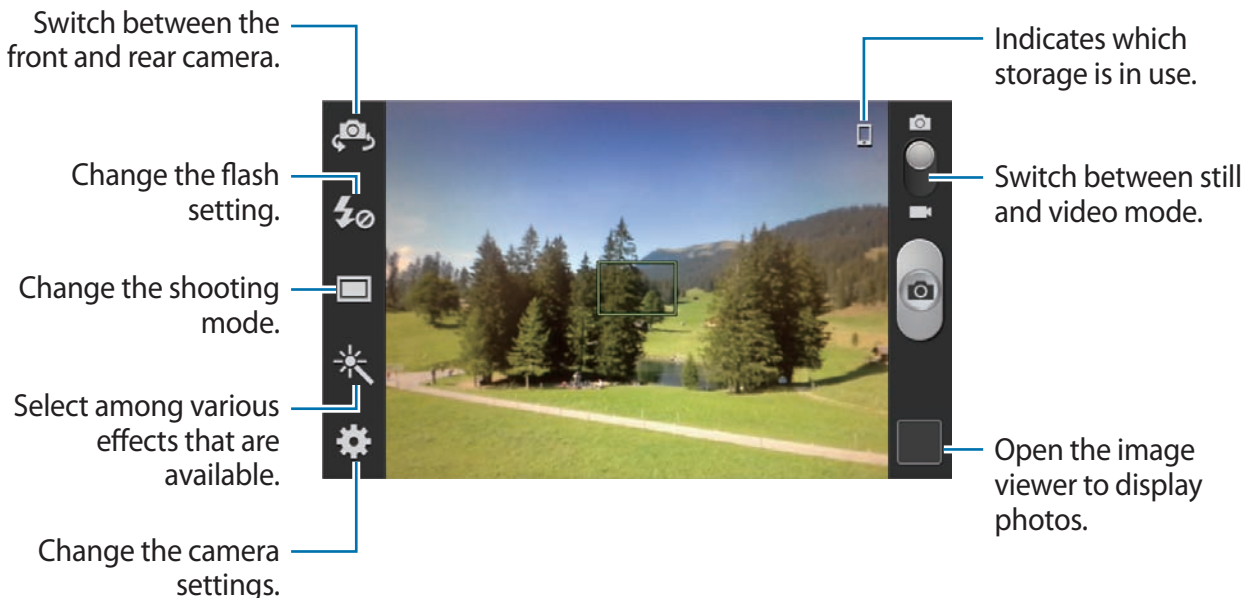 Switch between the
front and rear camera.
Change the flash
setting.
Change the shooting
mode.
Select among various
effects that are
available.
Change the camera
settings.
Indicates which
storage is in use.
Switch between still
and video mode.
Open the image
viewer to display
photos.